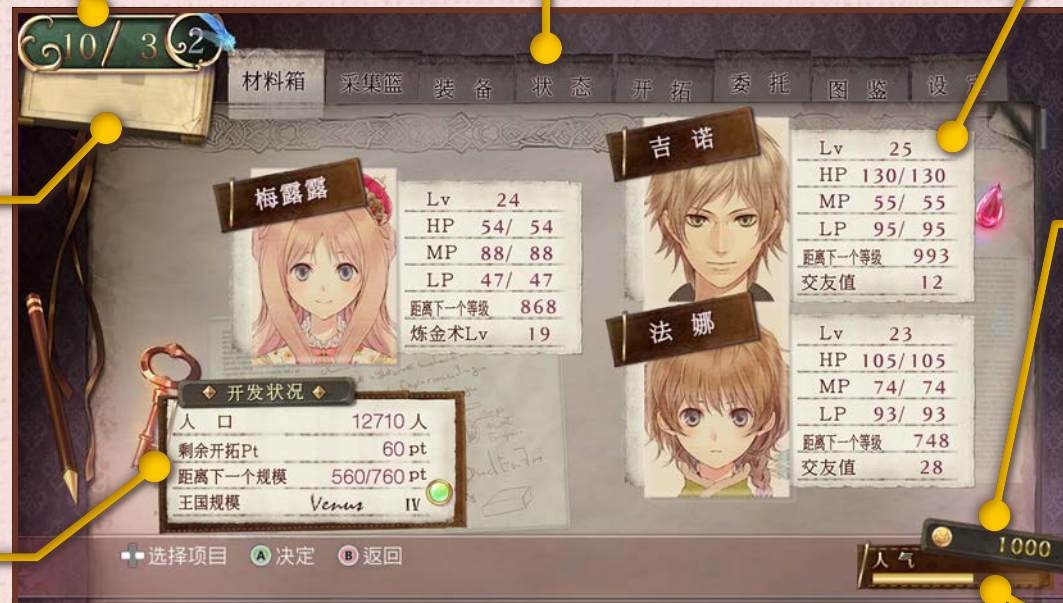 10/ 3 2
材料箱 采集篮 装备 状态 开拓 委托 图鉴 设定
梅露露
Lv 24
HP 54/ 54
MP 88/ 88
LP 47/ 47
距离下一个等级 868
炼金术Lv 19
吉诺
Lv 25
HP 130/130
MP 55/ 55
LP 95/ 95
距离下一个等级 993
交友值 12
法娜
Lv 23
HP 105/105
MP 74/ 74
LP 93/ 93
距离下一个等级 748
交友值 28
开发状况
人口 12710 人
剩余开拓Pt 60 pt
距离下一个规模 560/760 pt
王国规模 Venus IV
选择项目 A 决定 B 返回
1000
人气